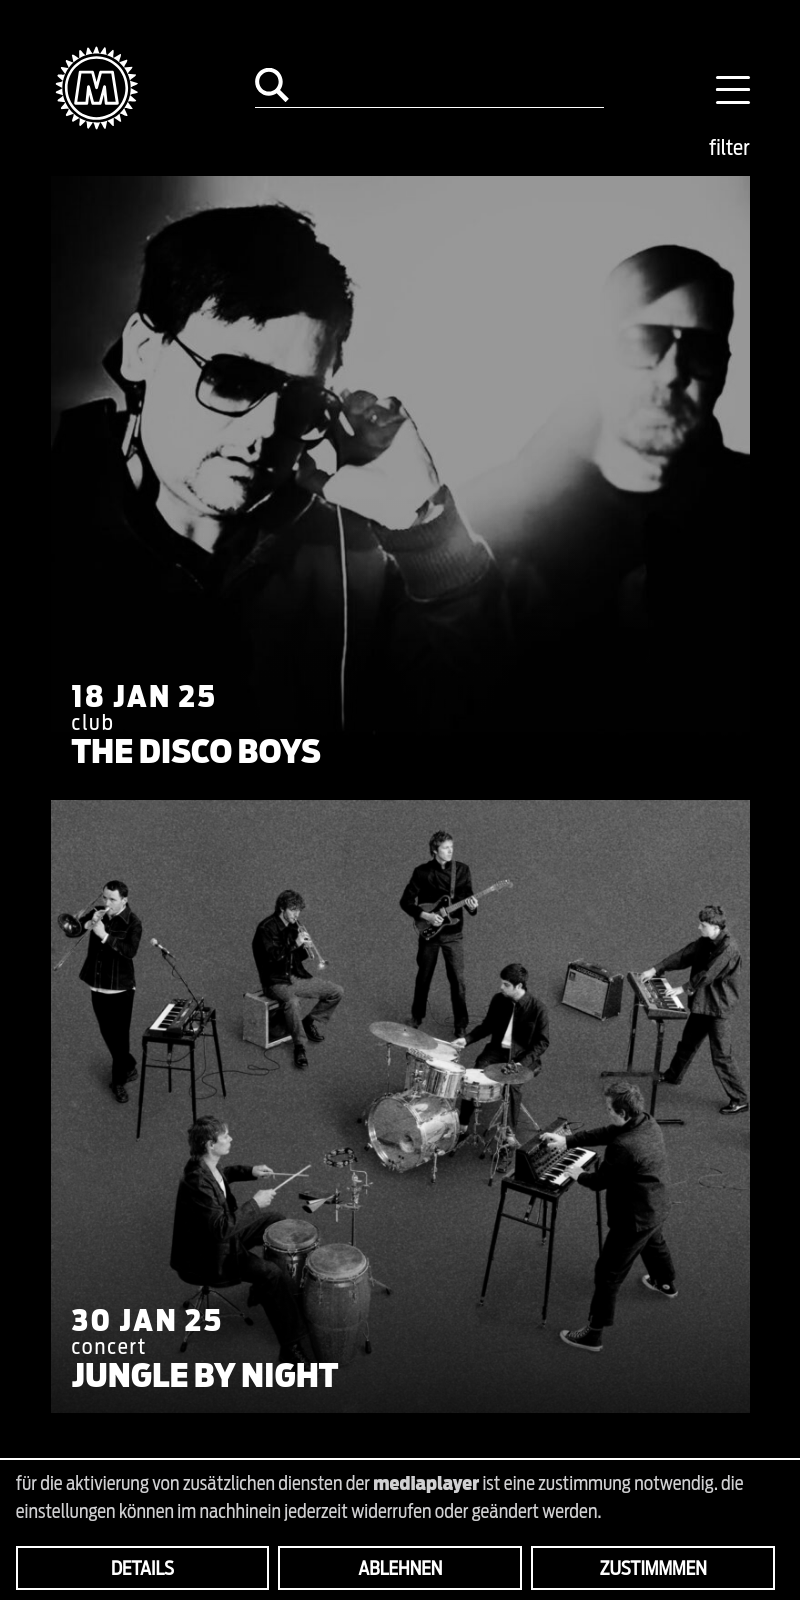 M
filter
18 JAN 25
club
THE DISCO BOYS
30 JAN 25
concert
JUNGLE BY NIGHT
für die aktivierung von zusätzlichen diensten der mediaplayer ist eine zustimmung notwendig. die
einstellungen können im nachhinein jederzeit widerrufen oder geändert werden.
DETAILS
ABLEHNEN
ZUSTIMMMEN